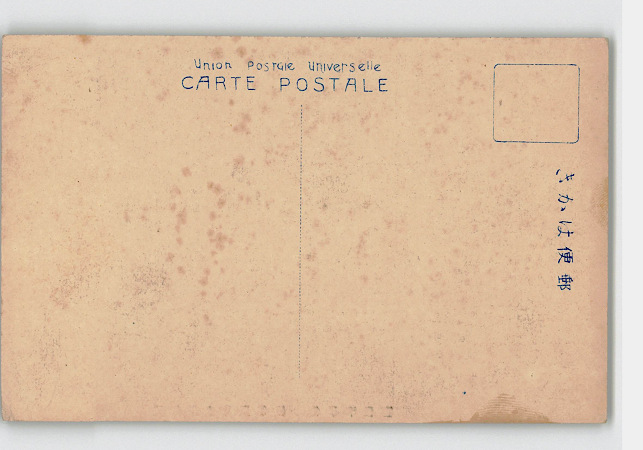 Union Postale Universelle
CARTE POSTALE
きかは便郵